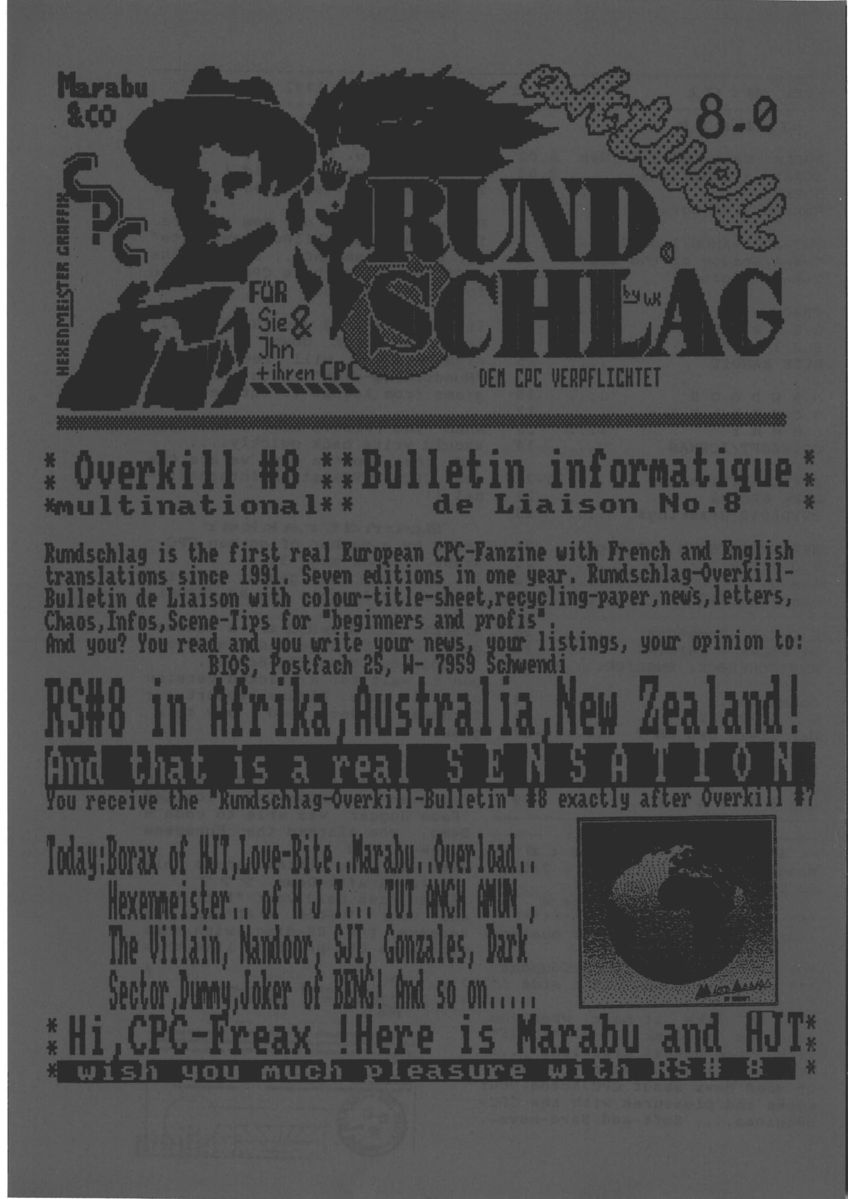 Marabu
&CO
aktuell
8.0
CPC
HEXENMEISTER GRAFFIX
RUND
SCHLAG
by WK
FÜR
Sie &
Ihn
+ihren CPC
DEM CPC VERPFLICHTET
* Overkill #8 ** Bulletin informatique *
*multinational** de Liaison No.8 *
Rundschlag is the first real European CPC-Fanzine with French and English
translations since 1991. Seven editions in one year. Rundschlag-Overkill-
Bulletin de Liaison with colour-title-sheet,recycling-paper,news,letters,
Chaos,Infos,Scene-Tips for "beginners and profis".
And you? You read and you write your news, your listings, your opinion to:
BIOS, Postfach 25, W- 7959 Schwendi
RS#8 in Afrika,Australia,New Zealand!
And that is a real S E N S A T I O N
You receive the "Rundschlag-Overkill-Bulletin" #8 exactly after Overkill #7
Today:Borax of HJT,Love-Bite..Marabu..Overload..
Hexenmeister.. of H J T... TUT ANCH AMUN ,
The Villain, Nandoor, SJI, Gonzales, Dark
Sector,Dummy,Joker of BENG! And so on.....
* Hi,CPC-Freax !Here is Marabu and HJT*
* wish you much pleasure with RS# 8 *